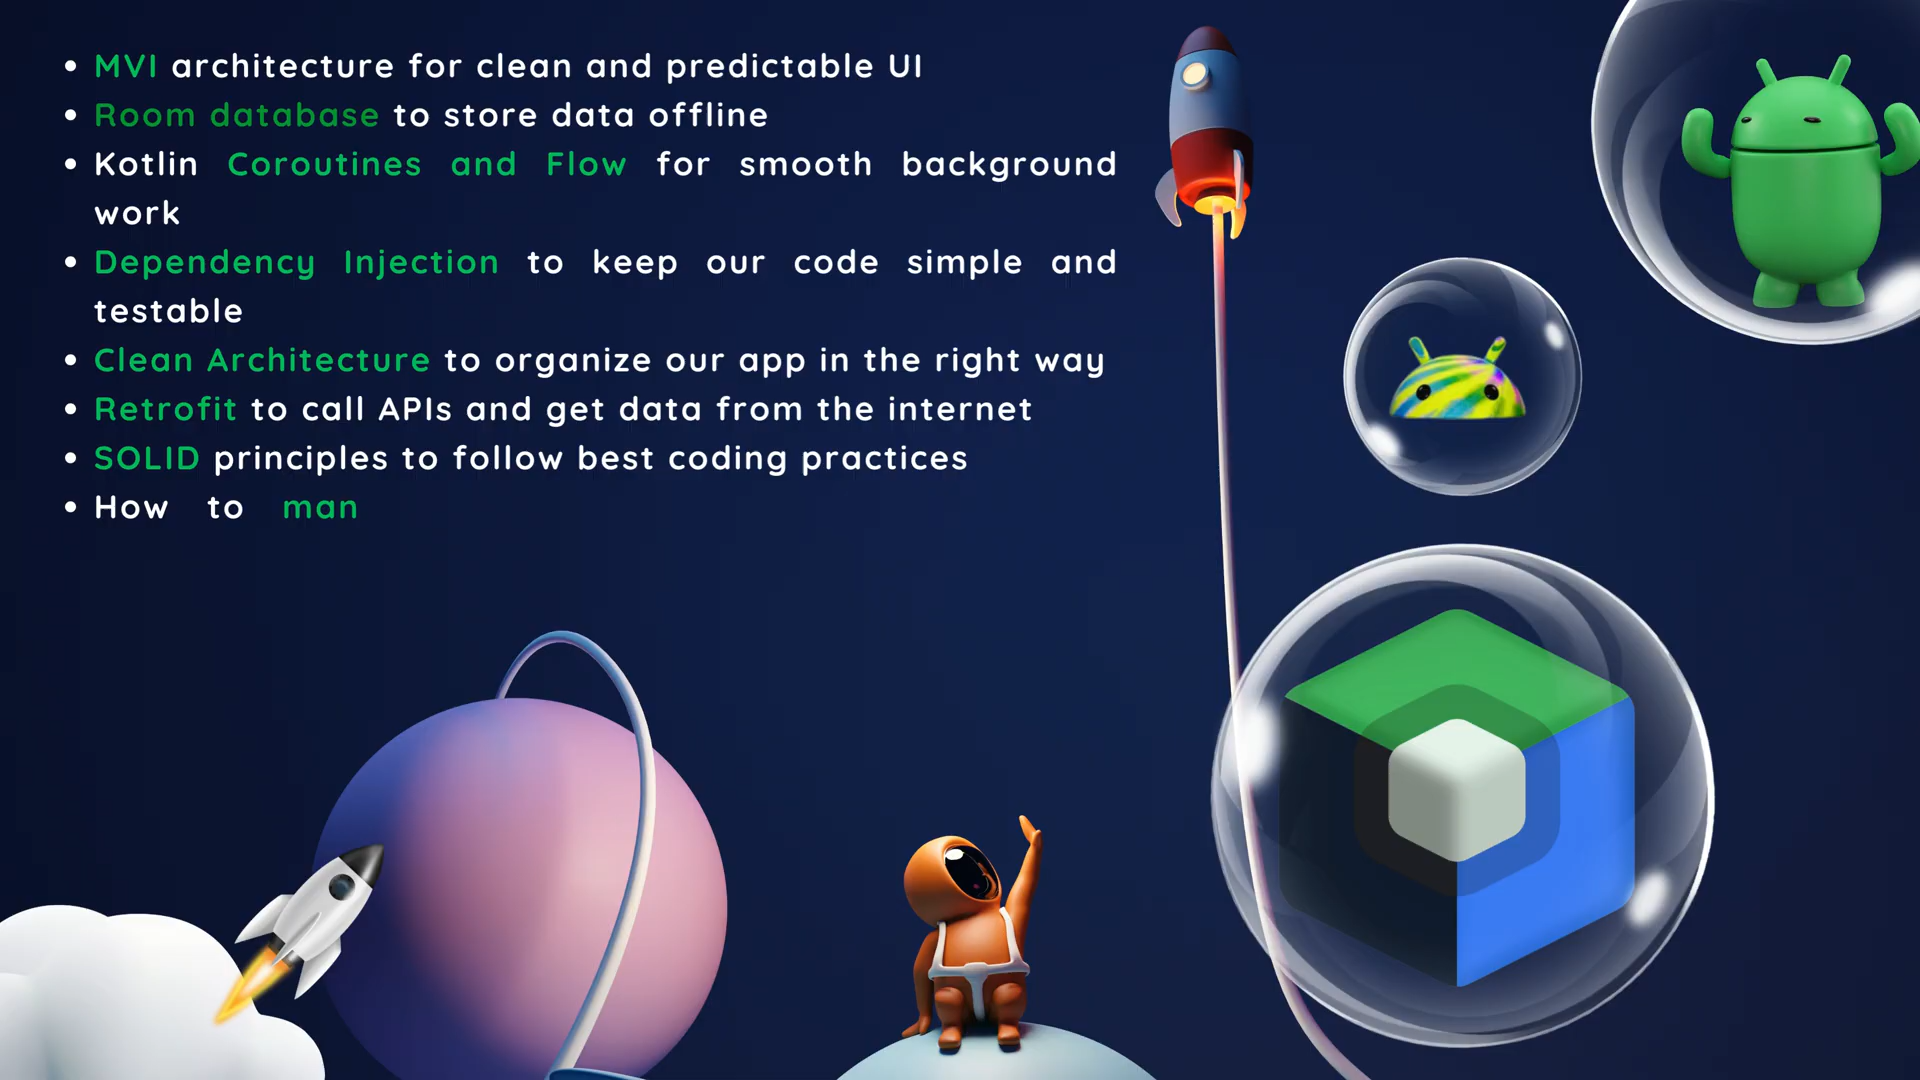 • MVI architecture for clean and predictable UI
• Room database to store data offline
• Kotlin Coroutines and Flow for smooth background
work
• Dependency Injection to keep our code simple and
testable
• Clean Architecture to organize our app in the right way
• Retrofit to call APIs and get data from the internet
• SOLID principles to follow best coding practices
• How to man